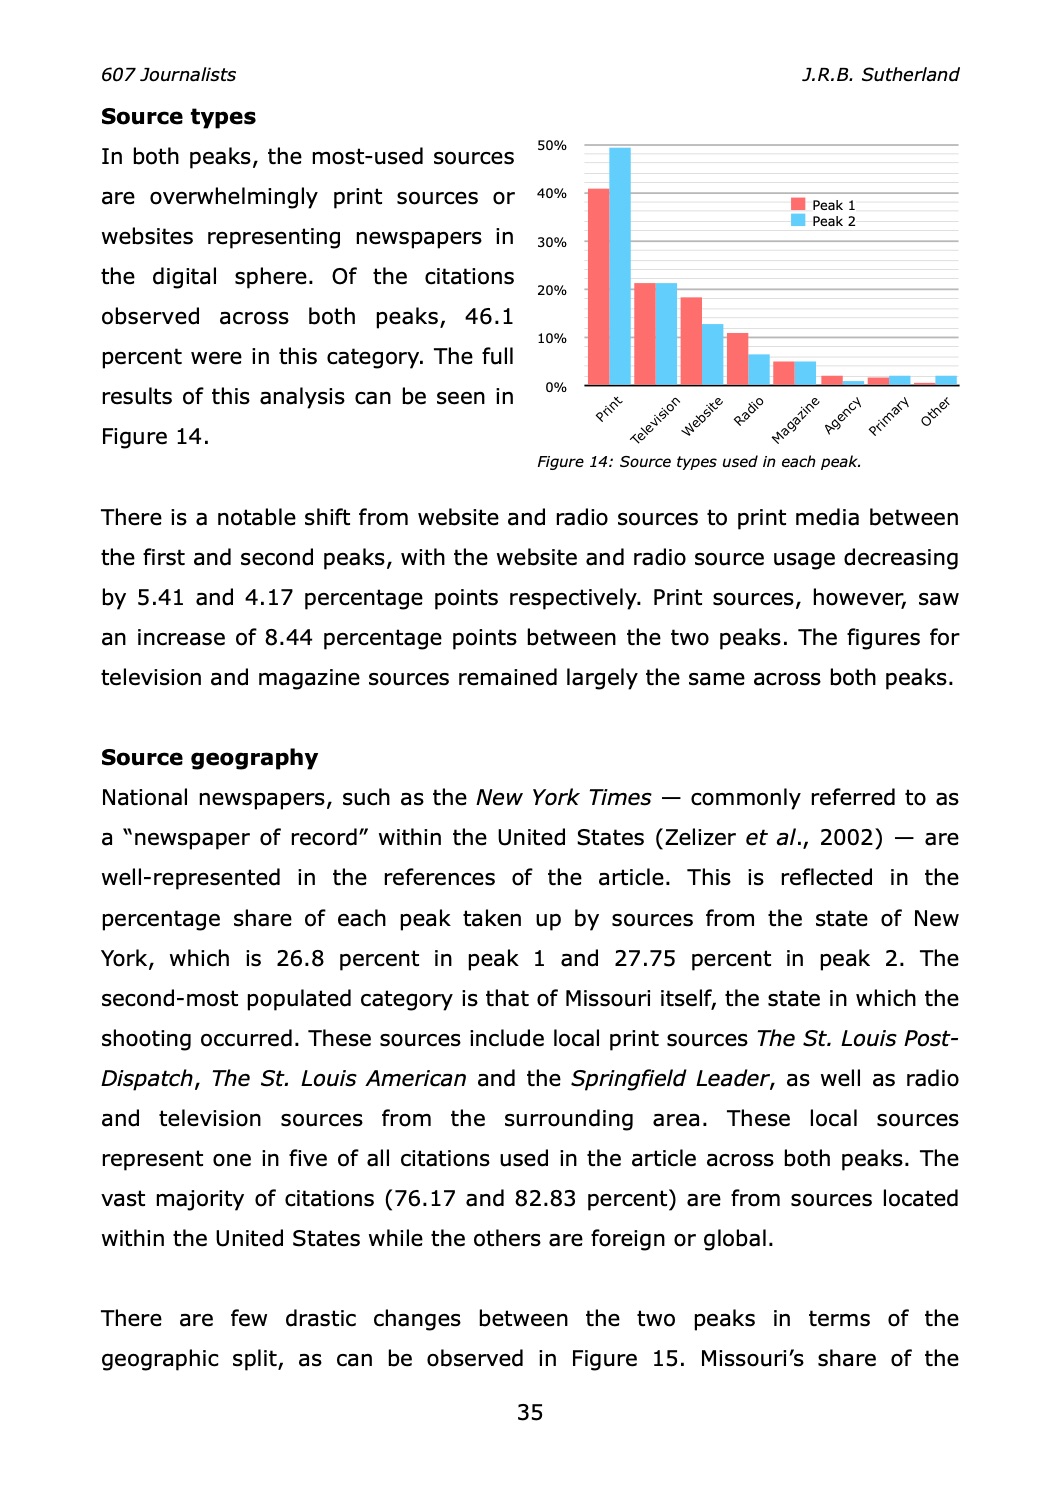 607 Journalists
J.R.B. Sutherland
Source types
In both peaks, the most-used sources
are overwhelmingly print sources or
websites representing newspapers in
the digital sphere. Of the citations
observed across both peaks, 46.1
percent were in this category. The full
results of this analysis can be seen in
Figure 14.
50%
40%
30%
20%
10%
0%
Peak 1
Peak 2
Print
Television
Website
Radio
Magazine
Agency
Primary
Other
Figure 14: Source types used in each peak.
There is a notable shift from website and radio sources to print media between
the first and second peaks, with the website and radio source usage decreasing
by 5.41 and 4.17 percentage points respectively. Print sources, however, saw
an increase of 8.44 percentage points between the two peaks. The figures for
television and magazine sources remained largely the same across both peaks.
Source geography
National newspapers, such as the New York Times — commonly referred to as
a “newspaper of record” within the United States (Zelizer et al., 2002) — are
well-represented in the references of the article. This is reflected in the
percentage share of each peak taken up by sources from the state of New
York, which is 26.8 percent in peak 1 and 27.75 percent in peak 2. The
second-most populated category is that of Missouri itself, the state in which the
shooting occurred. These sources include local print sources The St. Louis Post-
Dispatch, The St. Louis American and the Springfield Leader, as well as radio
and television sources from the surrounding area. These local sources
represent one in five of all citations used in the article across both peaks. The
vast majority of citations (76.17 and 82.83 percent) are from sources located
within the United States while the others are foreign or global.
There are few drastic changes between the two peaks in terms of the
geographic split, as can be observed in Figure 15. Missouri’s share of the
35